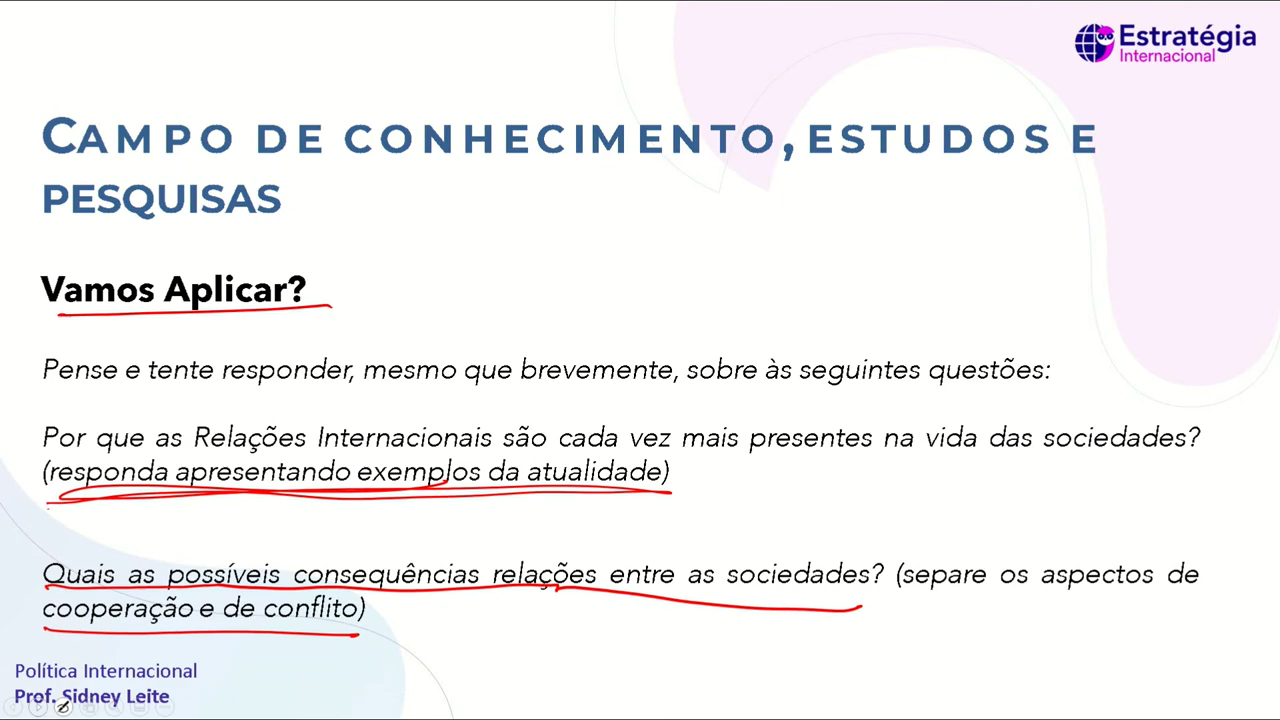 Estratégia
Internacional
CAMPO DE CONHECIMENTO, ESTUDOS E
PESQUISAS
Vamos Aplicar?
Pense e tente responder, mesmo que brevemente, sobre às seguintes questões:
Por que as Relações Internacionais são cada vez mais presentes na vida das sociedades?
(responda apresentando exemplos da atualidade)
Quais as possíveis consequências relações entre as sociedades? (separe os aspectos de
cooperação e de conflito)
Política Internacional
Prof. Sidney Leite